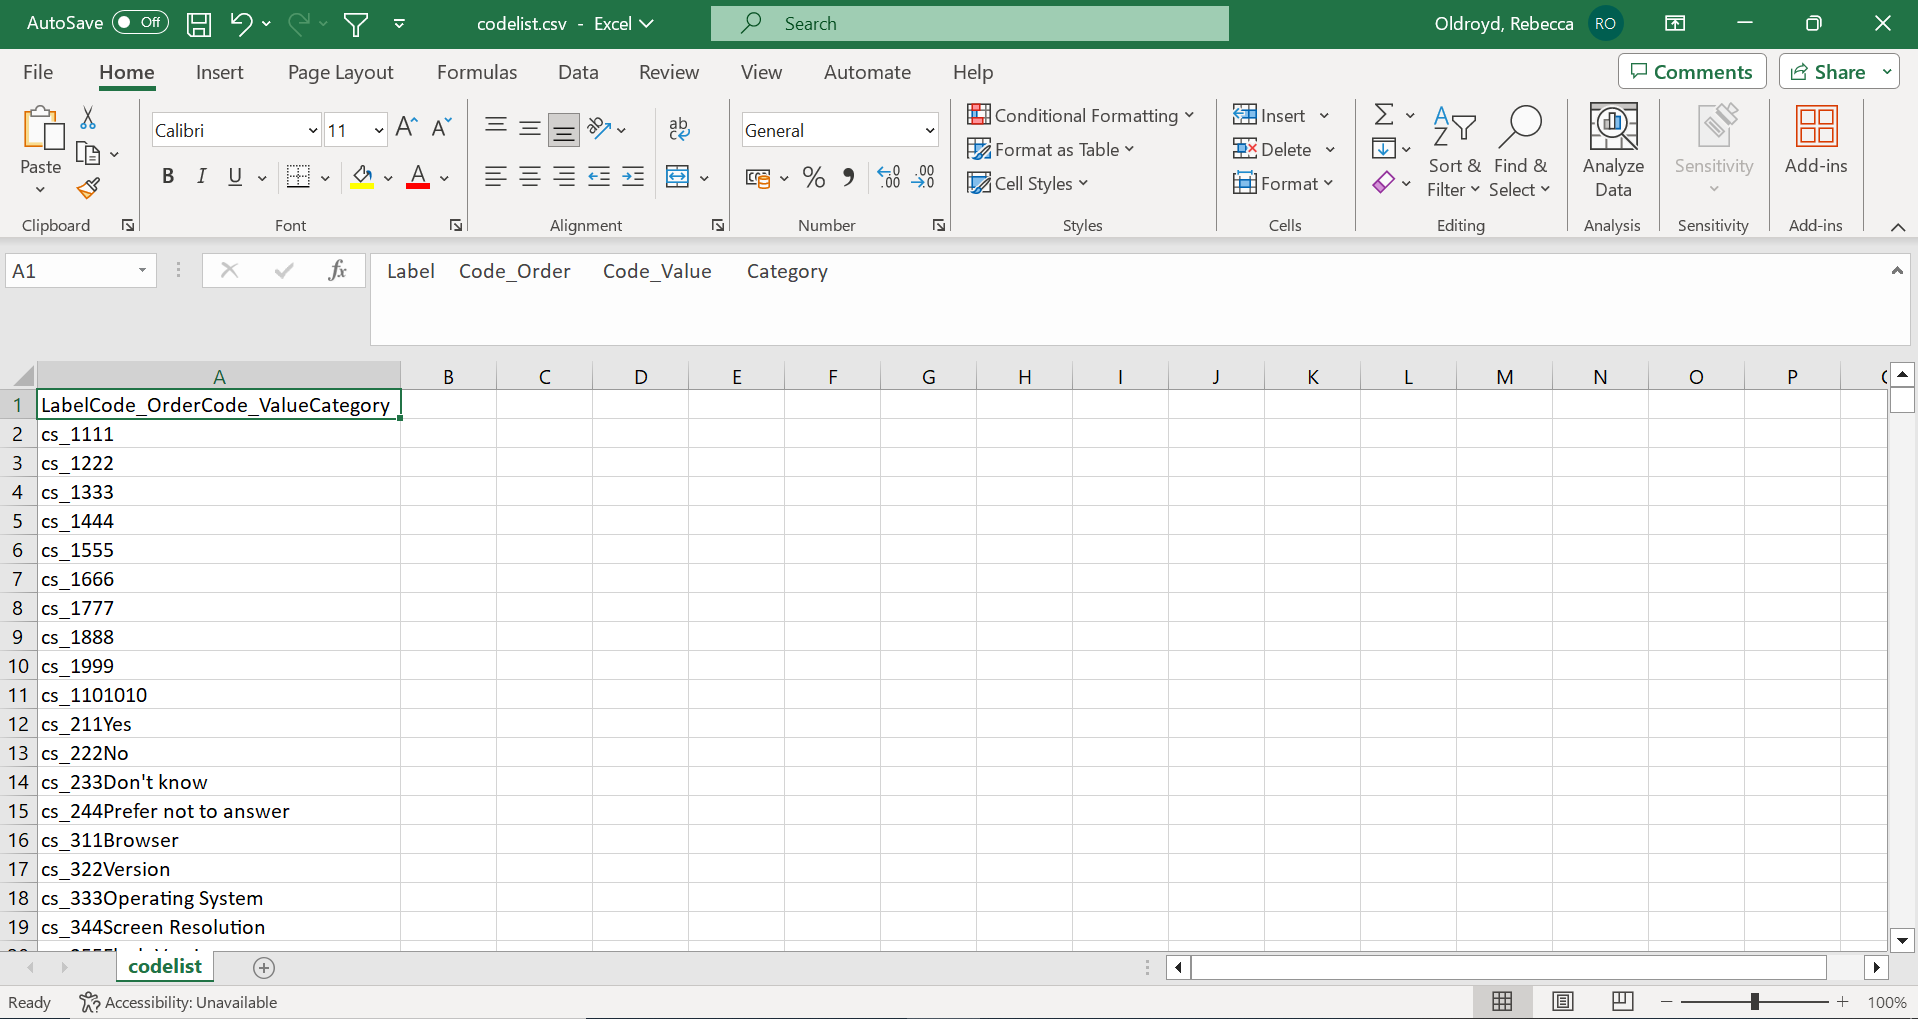 AutoSave Off codelist.csv - Excel Search Oldroyd, Rebecca RO
File Home Insert Page Layout Formulas Data Review View Automate Help Comments Share
Paste
Clipboard
Calibri 11
B I U A
Font
ab
Alignment
General
% .00 .00
Number
Conditional Formatting
Format as Table
Cell Styles
Styles
Insert
Delete
Format
Cells
Sort & Filter
Find & Select
Editing
Analyze Data
Analysis
Sensitivity
Sensitivity
Add-ins
Add-ins
A1 fx Label Code_Order Code_Value Category
A B C D E F G H I J K L M N O P
1 LabelCode_OrderCode_ValueCategory
2 cs_1111
3 cs_1222
4 cs_1333
5 cs_1444
6 cs_1555
7 cs_1666
8 cs_1777
9 cs_1888
10 cs_1999
11 cs_1101010
12 cs_211Yes
13 cs_222No
14 cs_233Don't know
15 cs_244Prefer not to answer
16 cs_311Browser
17 cs_322Version
18 cs_333Operating System
19 cs_344Screen Resolution
codelist
Ready Accessibility: Unavailable 100%